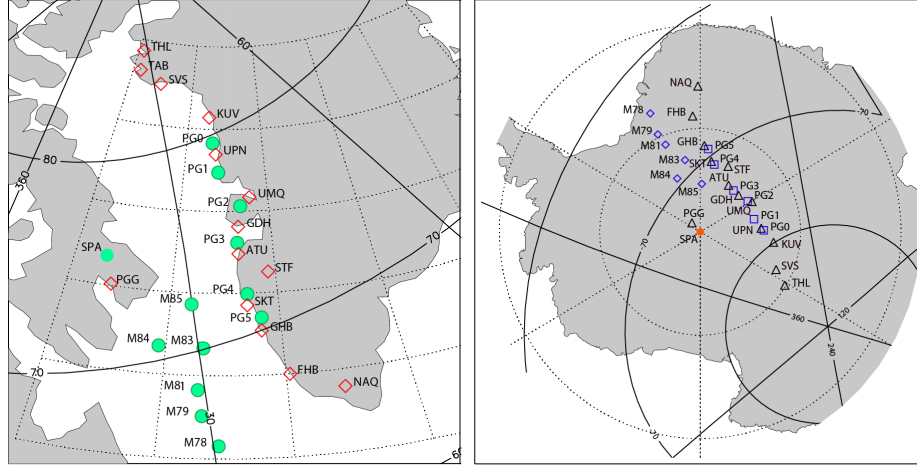 THL
TAB
SVS
60
KUV
PG0
UPN
80
PG1
360
UMQ
PG2
GDH
SPA
PG3
ATU
70
STF
PGG
PG4
M85
SKT
PG5
GHB
M84
M83
70
FHB
NAQ
M81
M79
30
M78
60
NAQ
M78
FHB
70
M79
GHB
PG5
M81
M83
SKT
PG4
STF
M84
ATU
PG3
M85
GDH
PG2
UMQ
PGG
PG1
SPA
UPN
PG0
70
KUV
SVS
THL
120
360
240
70